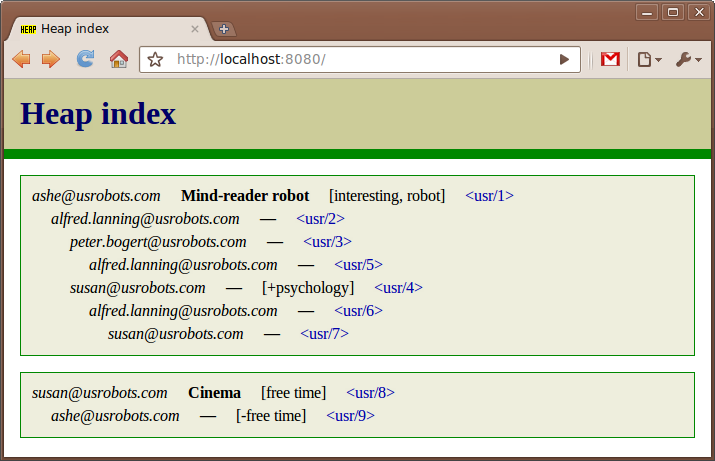 HEAP Heap index
http://localhost:8080/
Heap index
ashe@usrobots.com Mind-reader robot [interesting, robot] <usr/1>
alfred.lanning@usrobots.com — <usr/2>
peter.bogert@usrobots.com — <usr/3>
alfred.lanning@usrobots.com — <usr/5>
susan@usrobots.com — [+psychology] <usr/4>
alfred.lanning@usrobots.com — <usr/6>
susan@usrobots.com — <usr/7>
susan@usrobots.com Cinema [free time] <usr/8>
ashe@usrobots.com — [-free time] <usr/9>